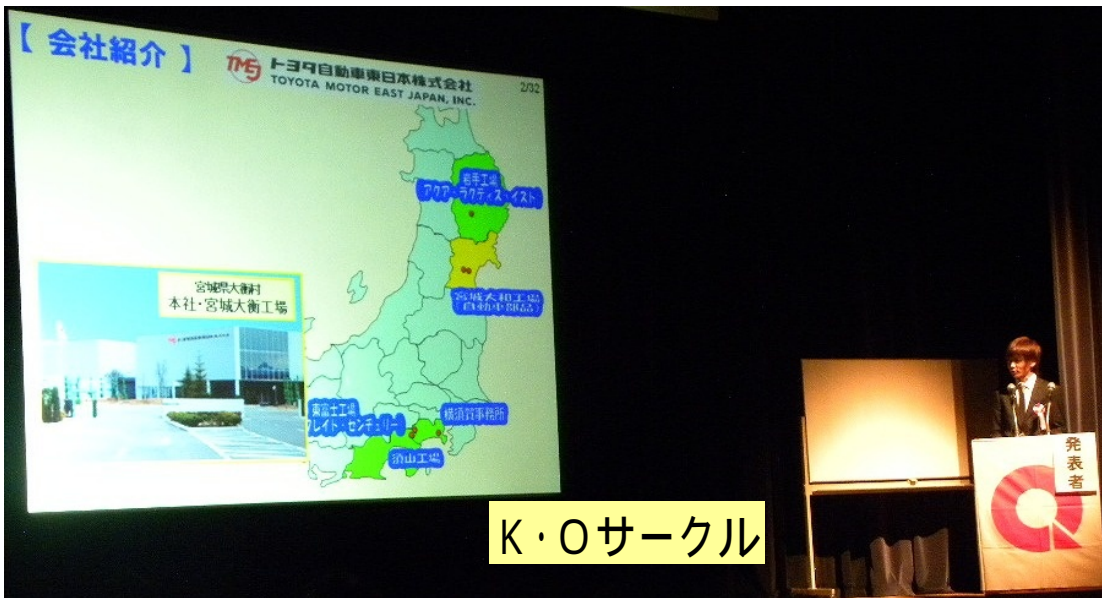 【 会社紹介 】
TMEJ
トヨタ自動車東日本株式会社
TOYOTA MOTOR EAST JAPAN, INC.
2/32
岩手工場
アクア・ラクティス・イスト
宮城大和工場
(自動車部品)
宮城県大衡村
本社・宮城大衡工場
東富士工場
横須賀事務所
須山工場
K・Oサークル
発表者